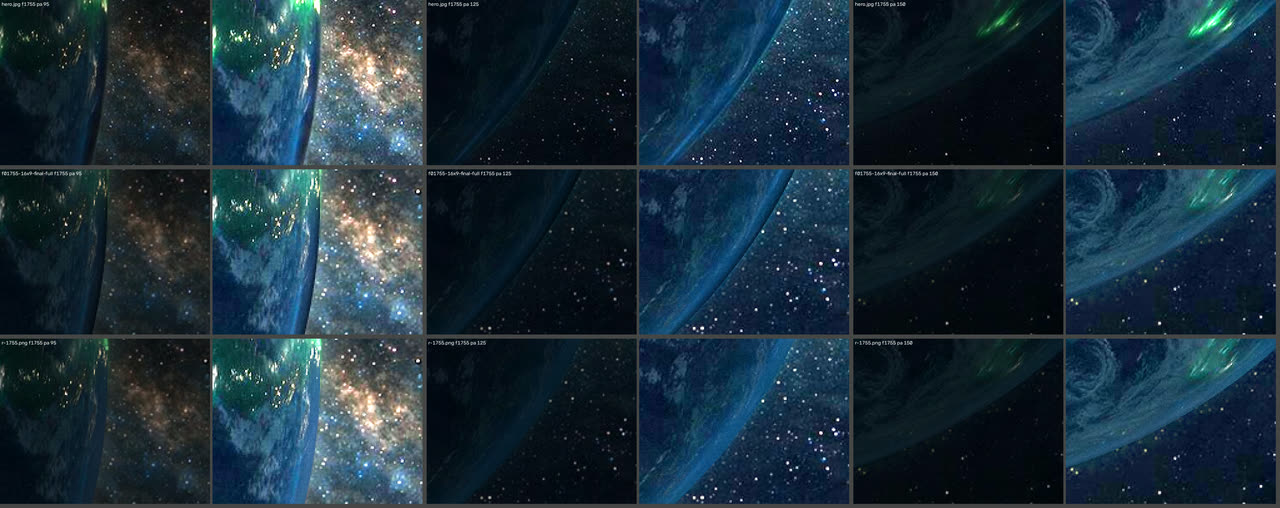 hero.jpg f1755 pa 95
hero.jpg f1755 pa 125
hero.jpg f1755 pa 150
f01755-16x9-final-full f1755 pa 95
f01755-16x9-final-full f1755 pa 125
f01755-16x9-final-full f1755 pa 150
r-1755.png f1755 pa 95
r-1755.png f1755 pa 125
r-1755.png f1755 pa 150